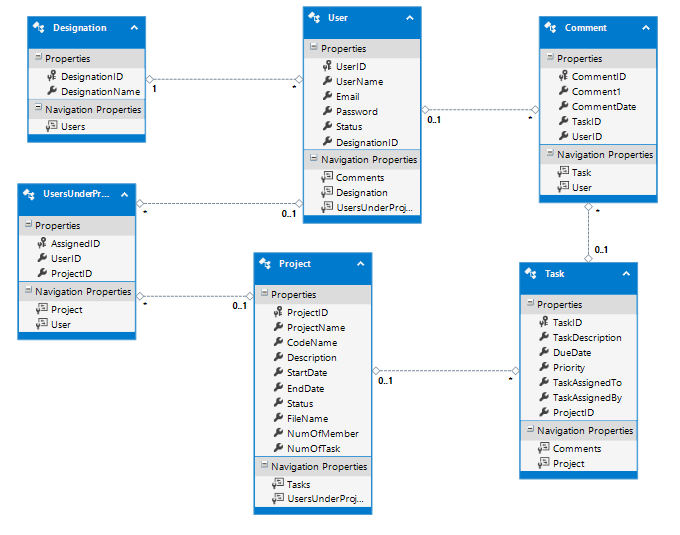 Designation
Properties
DesignationID
DesignationName
Navigation Properties
Users
1
*
User
Properties
UserID
UserName
Email
Password
Status
DesignationID
Navigation Properties
Comments
Designation
UsersUnderProj...
0..1
*
Comment
Properties
CommentID
Comment1
CommentDate
TaskID
UserID
Navigation Properties
Task
User
*
0..1
UsersUnderPr...
Properties
AssignedID
UserID
ProjectID
Navigation Properties
Project
User
*
0..1
*
0..1
Project
Properties
ProjectID
ProjectName
CodeName
Description
StartDate
EndDate
Status
FileName
NumOfMember
NumOfTask
Navigation Properties
Tasks
UsersUnderProj...
0..1
*
Task
Properties
TaskID
TaskDescription
DueDate
Priority
TaskAssignedTo
TaskAssignedBy
ProjectID
Navigation Properties
Comments
Project